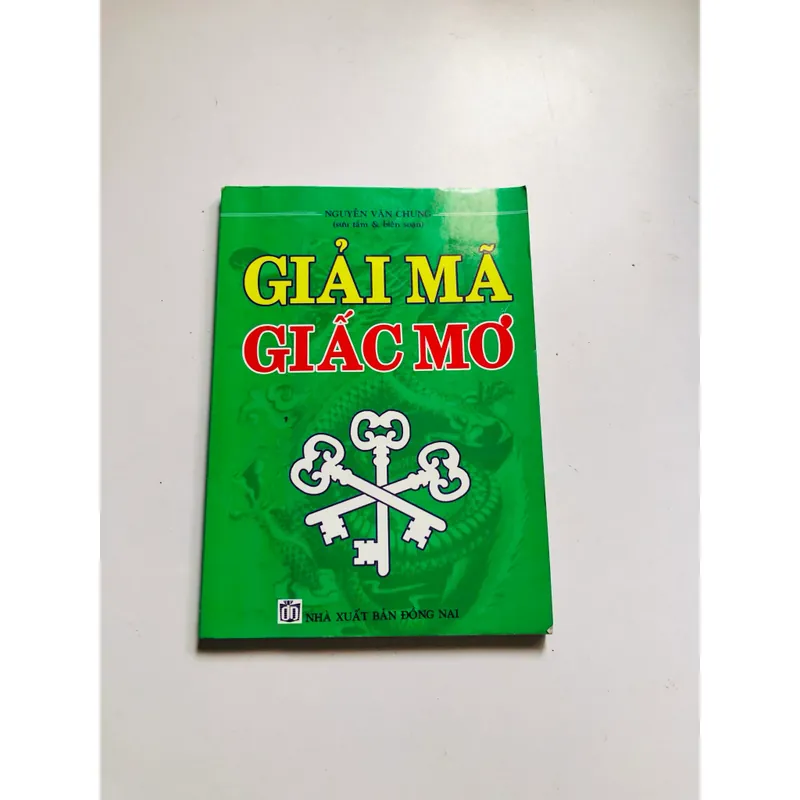 NGUYỄN VĂN CHUNG
(sưu tầm & biên soạn)
GIẢI MÃ
GIẤC MƠ
NHÀ XUẤT BẢN ĐỒNG NAI